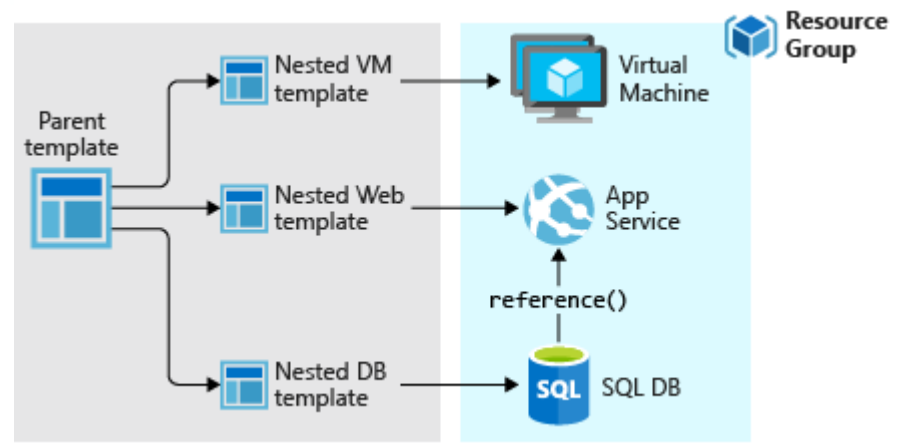 Resource
Group
Nested VM
template
Virtual
Machine
Parent
template
Nested Web
template
App
Service
reference()
Nested DB
template
SQL
SQL DB